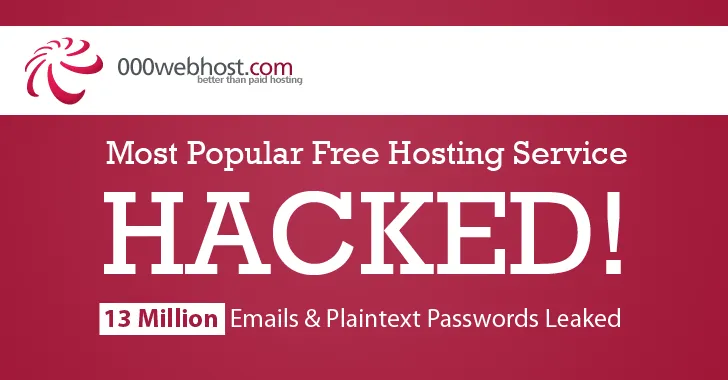 000webhost.com
better than paid hosting
Most Popular Free Hosting Service
HACKED!
13 Million Emails & Plaintext Passwords Leaked